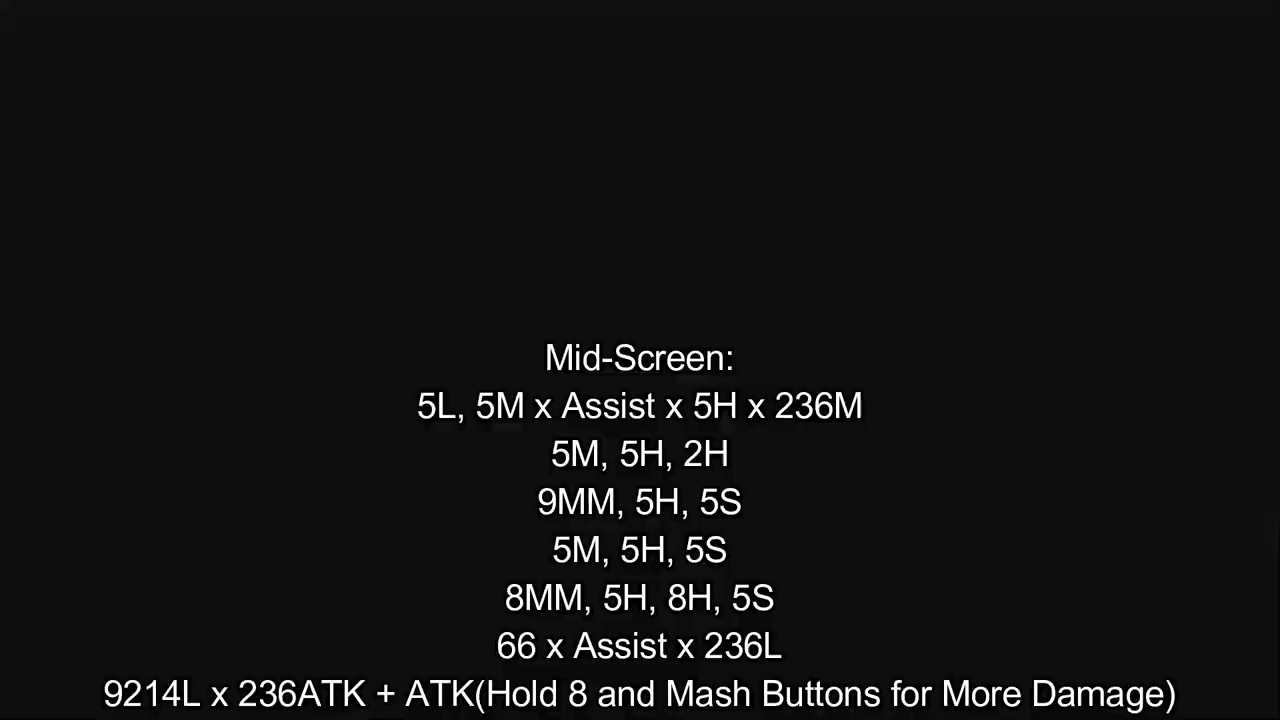 Mid-Screen:
5L, 5M x Assist x 5H x 236M
5M, 5H, 2H
9MM, 5H, 5S
5M, 5H, 5S
8MM, 5H, 8H, 5S
66 x Assist x 236L
9214L x 236ATK + ATK(Hold 8 and Mash Buttons for More Damage)